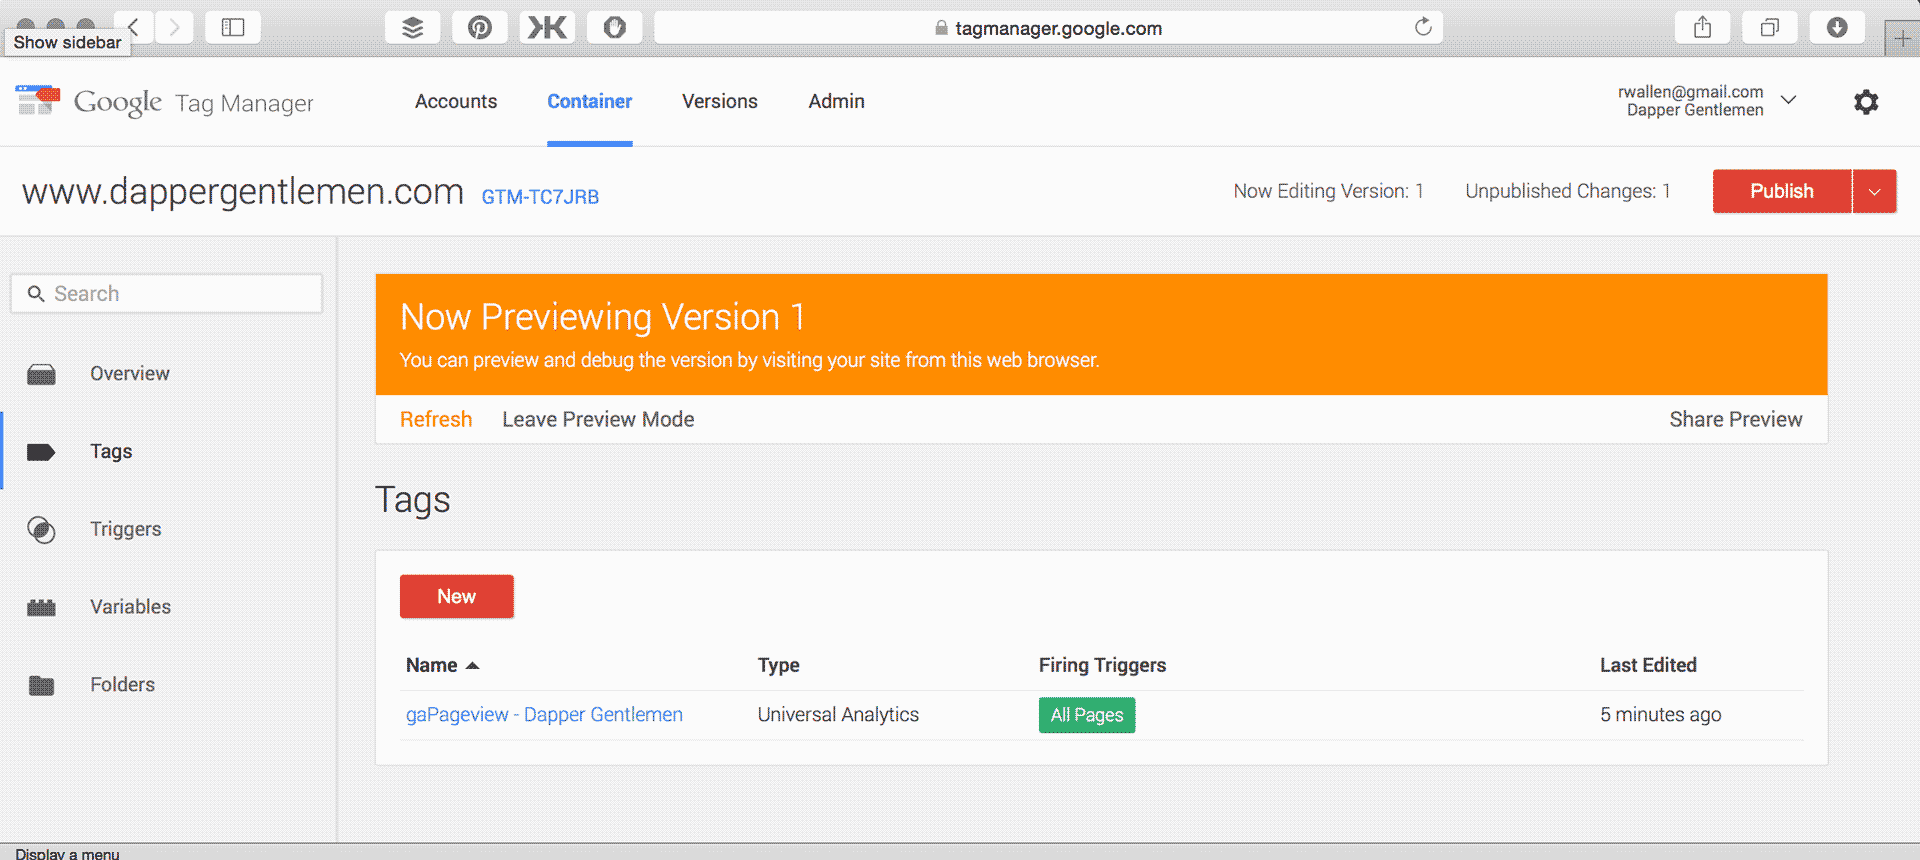 Show sidebar
tagmanager.google.com
Google Tag Manager
Accounts
Container
Versions
Admin
rwallen@gmail.com
Dapper Gentlemen
www.dappergentlemen.com GTM-TC7JRB
Now Editing Version: 1
Unpublished Changes: 1
Publish
Search
Overview
Tags
Triggers
Variables
Folders
Now Previewing Version 1
You can preview and debug the version by visiting your site from this web browser.
Refresh
Leave Preview Mode
Share Preview
Tags
New
Name
Type
Firing Triggers
Last Edited
gaPageview - Dapper Gentlemen
Universal Analytics
All Pages
5 minutes ago
Display a menu